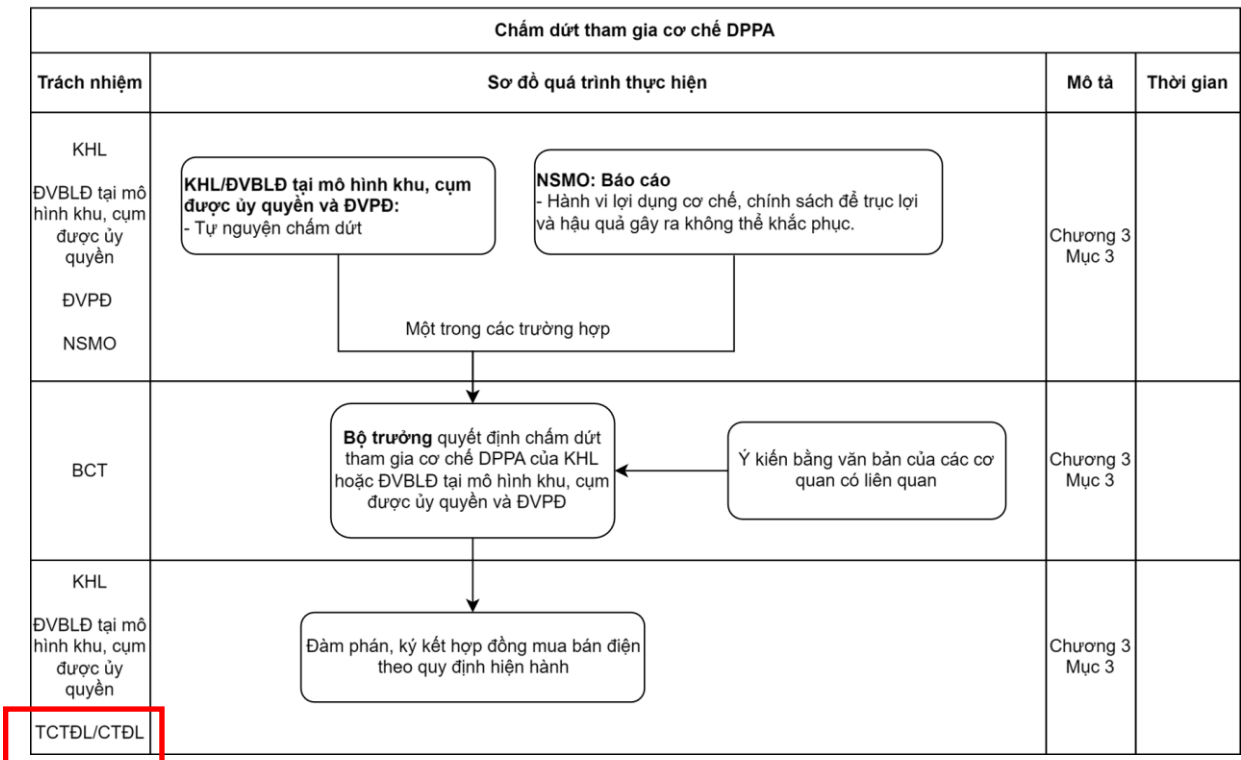 Chấm dứt tham gia cơ chế DPPA
Trách nhiệm
Sơ đồ quá trình thực hiện
Mô tả
Thời gian
KHL
ĐVBLĐ tại mô
hình khu, cụm
được ủy
quyền
ĐVPĐ
NSMO
KHL/ĐVBLĐ tại mô hình khu, cụm
được ủy quyền và ĐVPĐ:
- Tự nguyện chấm dứt
NSMO: Báo cáo
- Hành vi lợi dụng cơ chế, chính sách để trục lợi
và hậu quả gây ra không thể khắc phục.
Một trong các trường hợp
Chương 3
Mục 3
BCT
Bộ trưởng quyết định chấm dứt
tham gia cơ chế DPPA của KHL
hoặc ĐVBLĐ tại mô hình khu, cụm
được ủy quyền và ĐVPĐ
Ý kiến bằng văn bản của các cơ
quan có liên quan
Chương 3
Mục 3
KHL
ĐVBLĐ tại mô
hình khu, cụm
được ủy
quyền
TCTĐL/CTĐL
Đàm phán, ký kết hợp đồng mua bán điện
theo quy định hiện hành
Chương 3
Mục 3